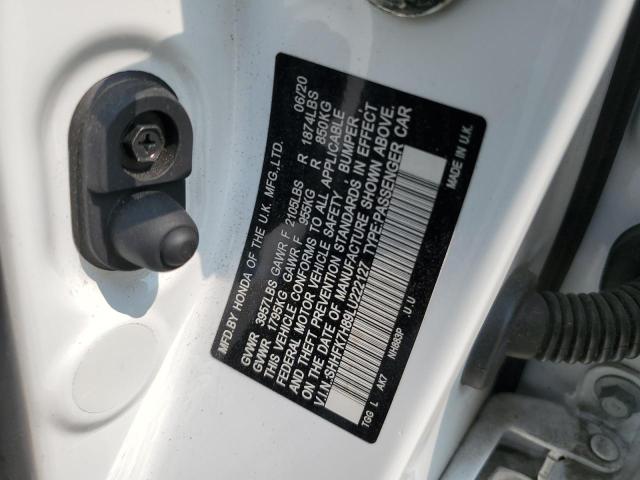 MFD.BY HONDA OF THE U.K. MFG.,LTD. 06/20
GVWR 3957LBS GAWR F 2105LBS R 1874LBS
GVWR 1795KG GAWR F 955KG R 850KG
THIS VEHICLE CONFORMS TO ALL APPLICABLE
FEDERAL MOTOR VEHICLE SAFETY, BUMPER,
AND THEFT PREVENTION STANDARDS IN EFFECT
ON THE DATE OF MANUFACTURE SHOWN ABOVE.
V.I.N.:SHHFK7H69LU222127 TYPE:PASSENGER CAR
TGG L AK7 NH883P U U
MADE IN U.K.